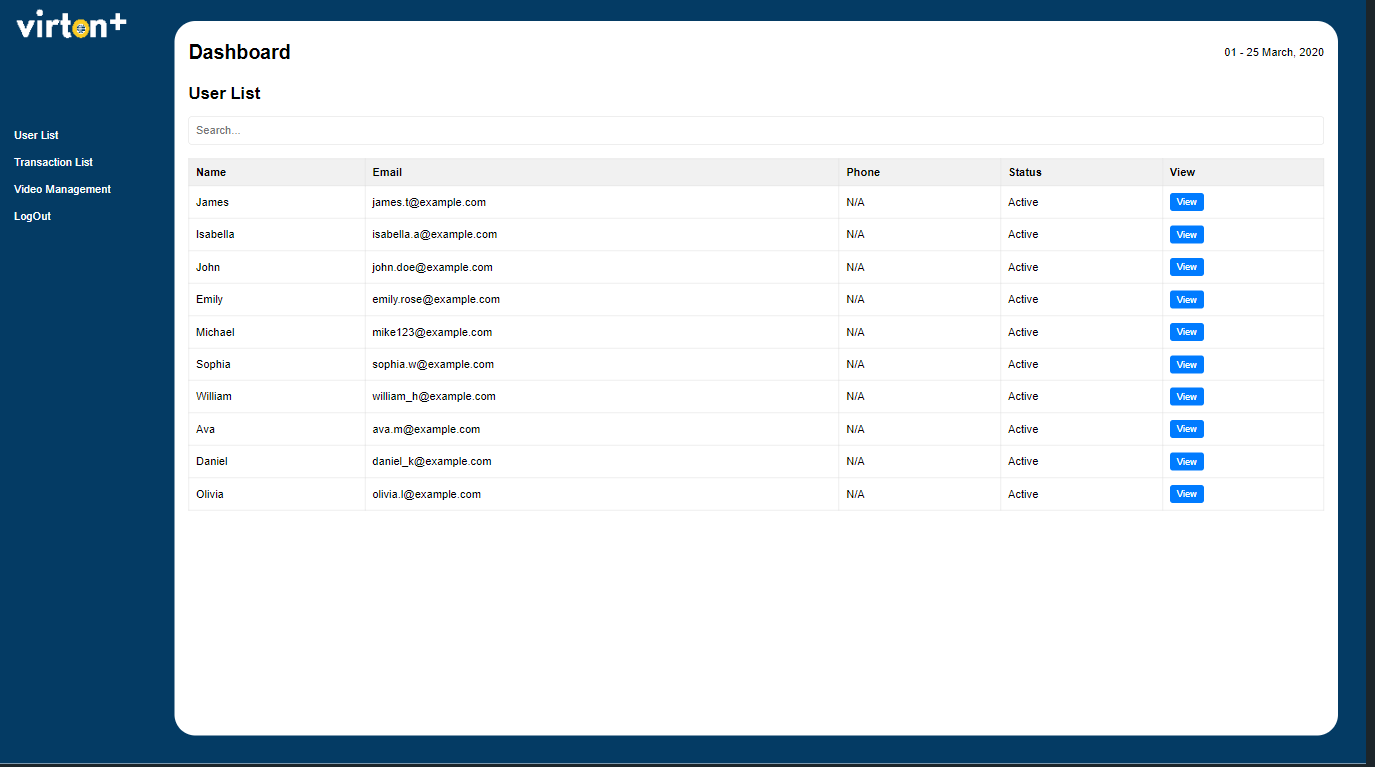 virton+
Dashboard
01 - 25 March, 2020
User List
Search...
User List
Transaction List
Video Management
LogOut
Name Email Phone Status View
James james.t@example.com N/A Active View
Isabella isabella.a@example.com N/A Active View
John john.doe@example.com N/A Active View
Emily emily.rose@example.com N/A Active View
Michael mike123@example.com N/A Active View
Sophia sophia.w@example.com N/A Active View
William william_h@example.com N/A Active View
Ava ava.m@example.com N/A Active View
Daniel daniel_k@example.com N/A Active View
Olivia olivia.l@example.com N/A Active View